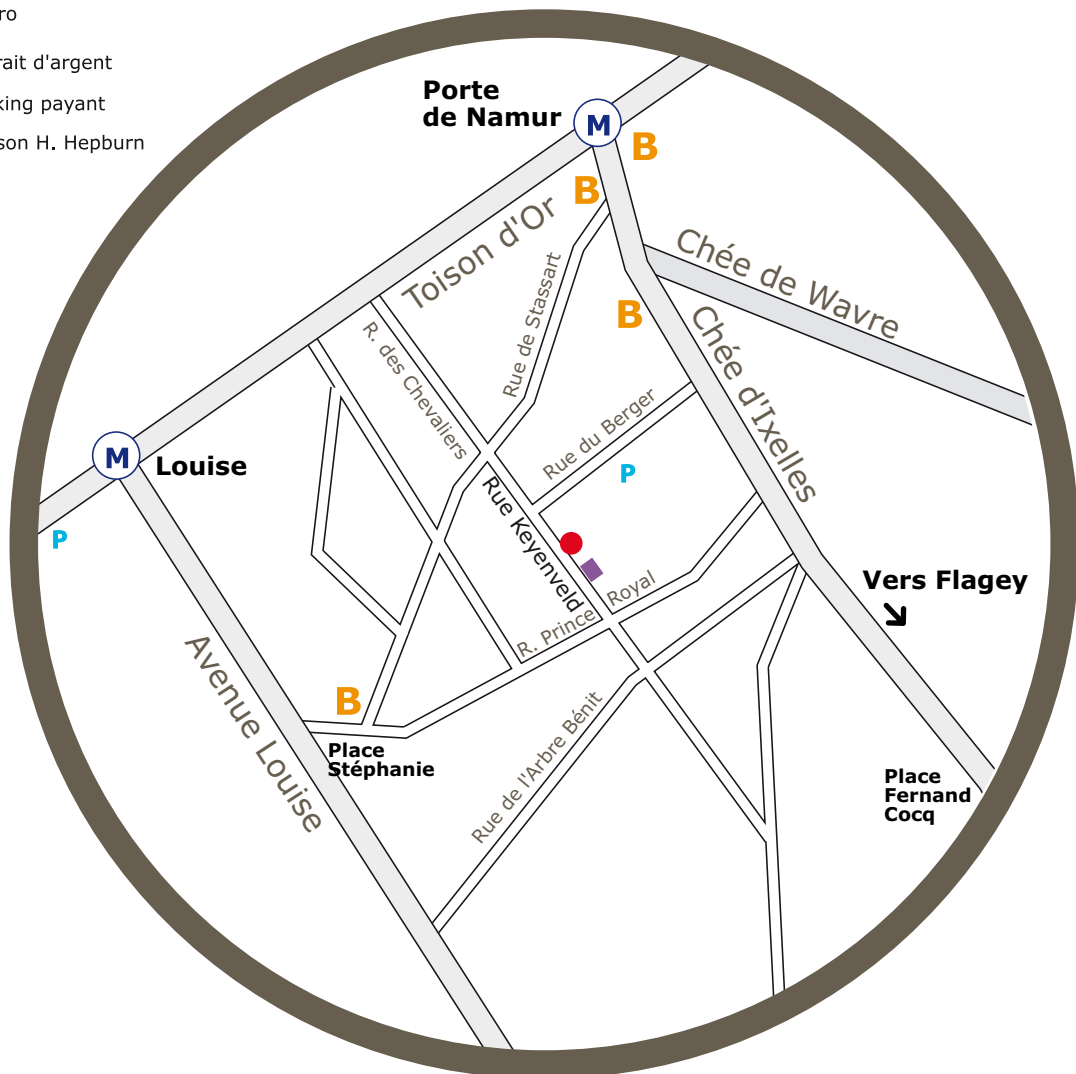 ro
rait d'argent
king payant
son H. Hepburn
Porte
de Namur
M
B
B
Toison d'Or
Chée de Wavre
Rue de Stassart
B
R. des Chevaliers
Chée d'Ixelles
Rue du Berger
M
Louise
P
Rue Keyenveld
P
Vers Flagey
R. Prince Royal
Avenue Louise
B
Place
Stéphanie
Rue de l'Arbre Bénit
Place
Fernand
Cocq